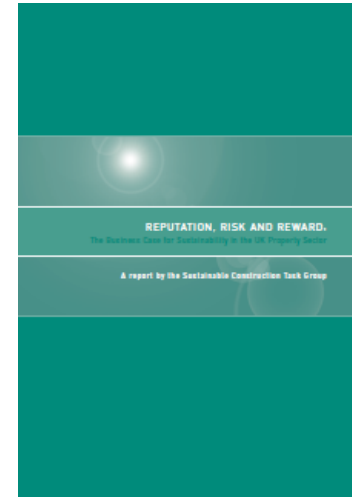 REPUTATION, RISK AND REWARD.
The Business Case for Sustainability in the UK Property Sector
A report by the Sustainable Construction Task Group